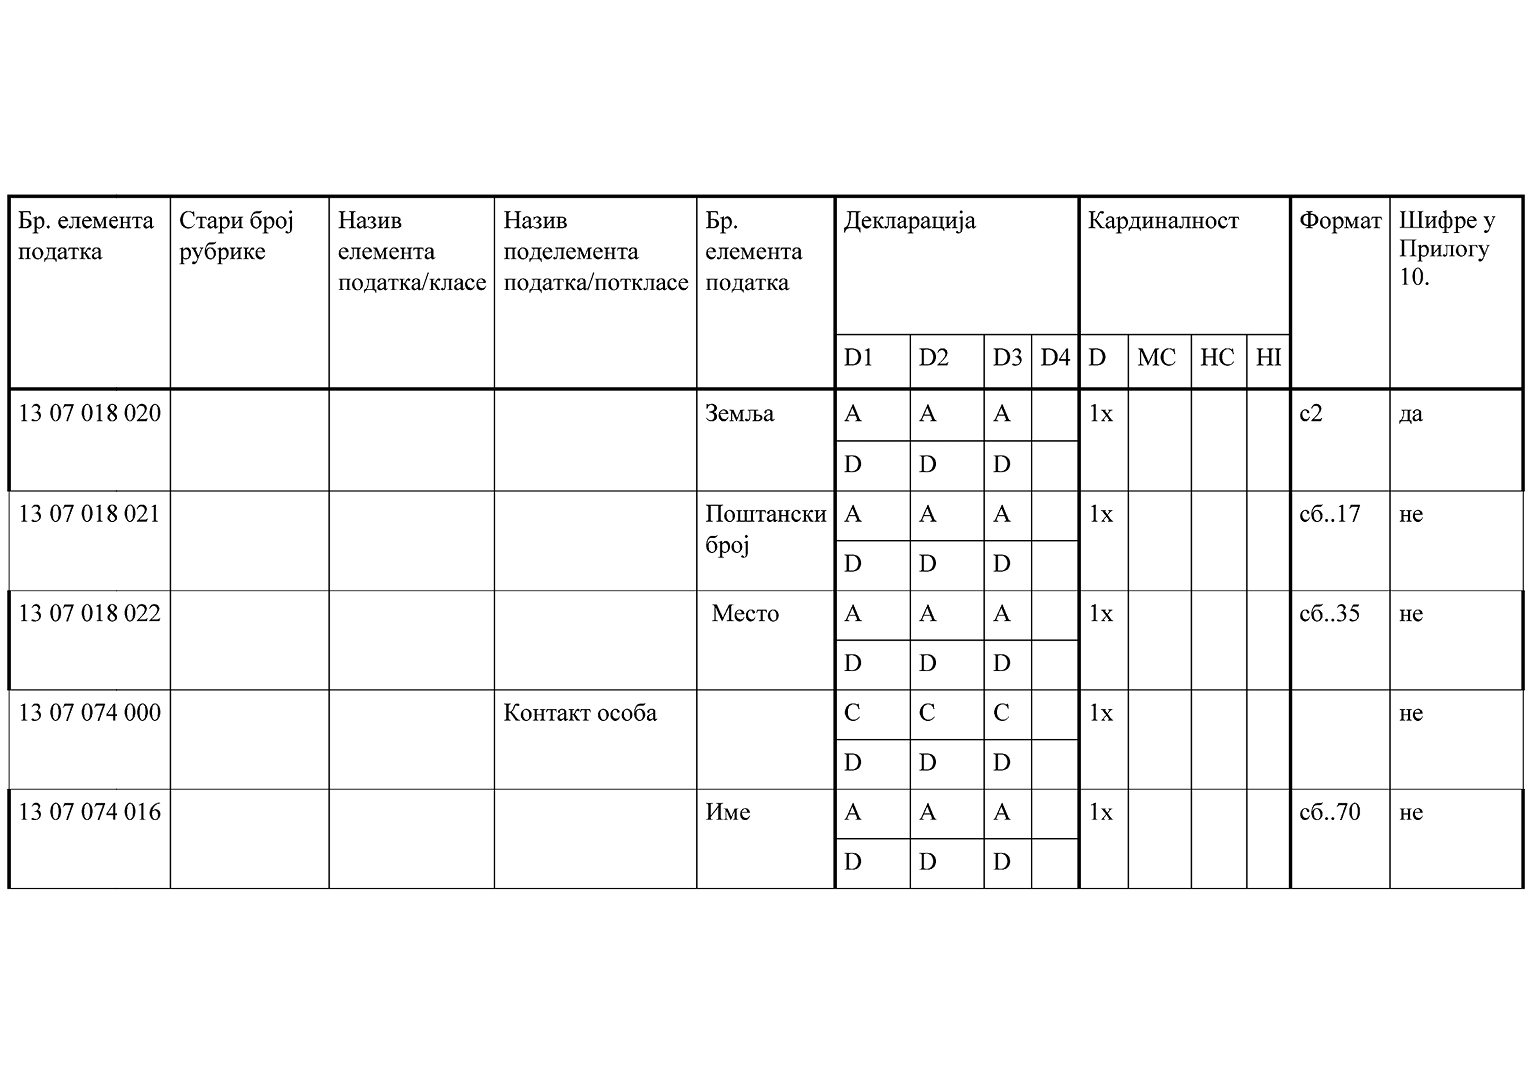 Бр. елемента податка | Стари број рубрике | Назив елемента податка/класе | Назив поделемента податка/поткласе | Бр. елемента податка | Декларација | Кардиналност | Формат | Шифре у Прилогу 10.
D1 | D2 | D3 | D4 | D | MC | HC | HI
13 07 018 020 | Земља | A | A | A | 1x | с2 | да
D | D | D
13 07 018 021 | Поштански број | A | A | A | 1x | сб..17 | не
D | D | D
13 07 018 022 | Место | A | A | A | 1x | сб..35 | не
D | D | D
13 07 074 000 | Контакт особа | C | C | C | 1x | не
D | D | D
13 07 074 016 | Име | A | A | A | 1x | сб..70 | не
D | D | D